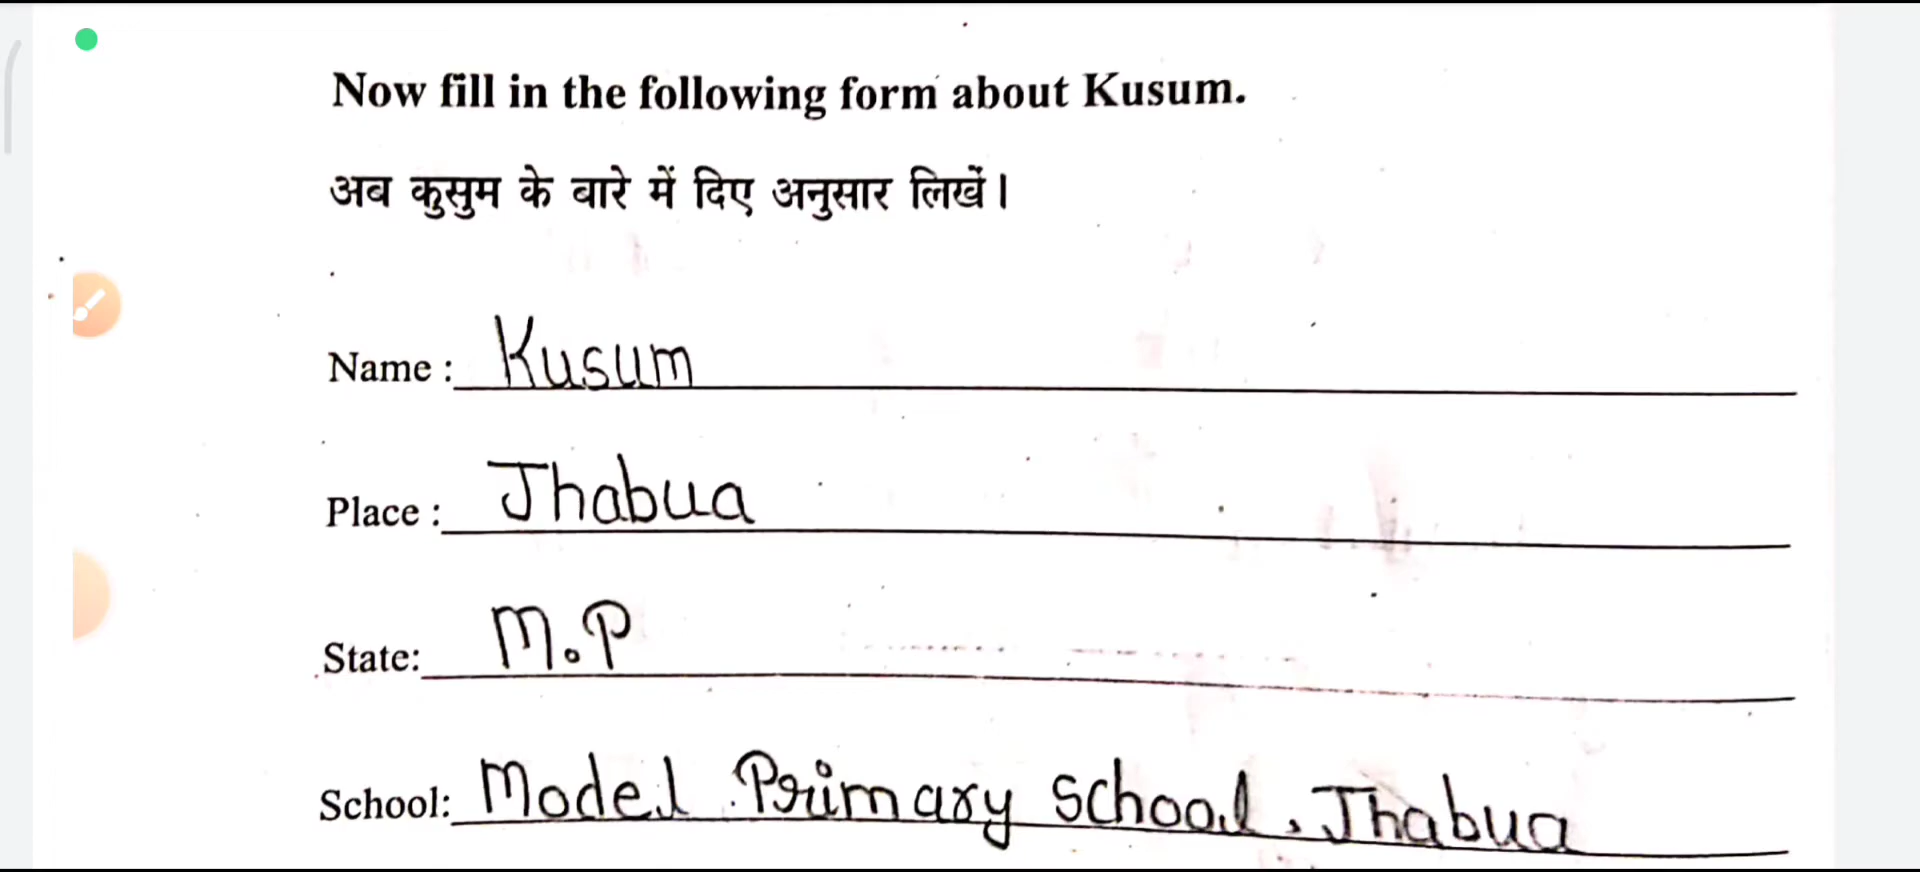 Now fill in the following form about Kusum.
अब कुसुम के बारे में दिए अनुसार लिखें।
Name : Kusum
Place : Jhabua
State: M.P
School: Model Primary School, Jhabua